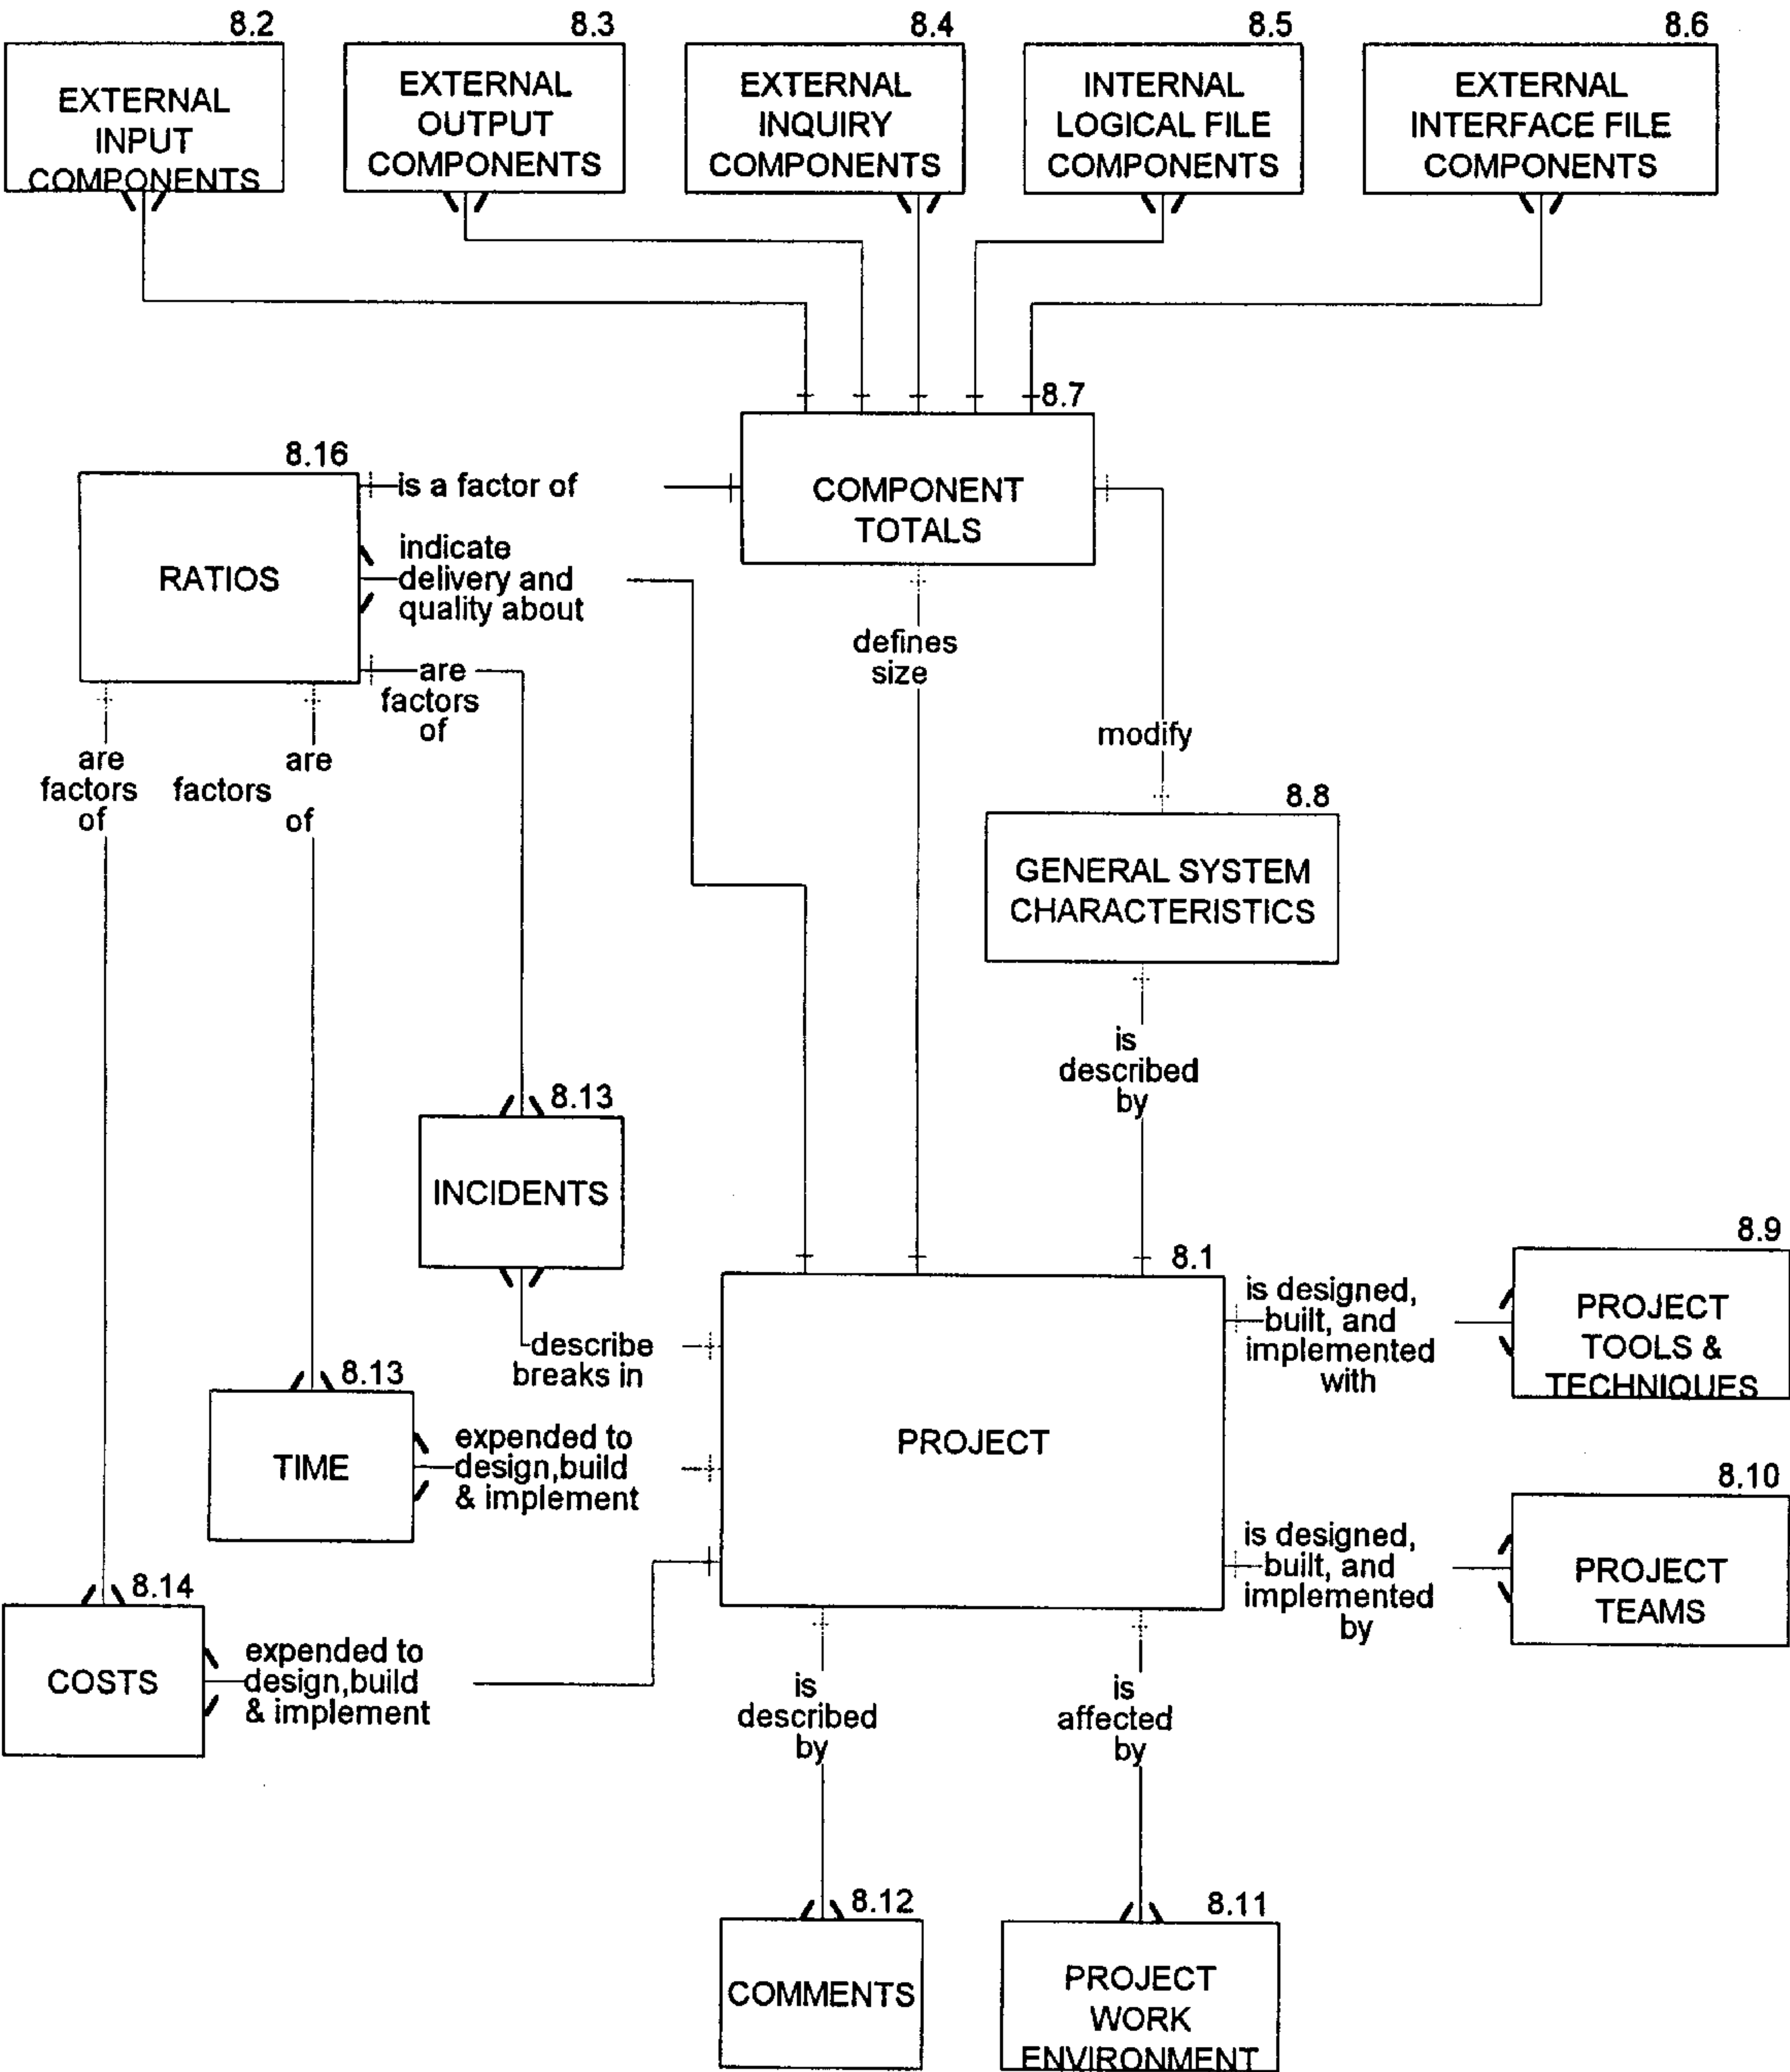 8.2
EXTERNAL
INPUT
COMPONENTS
8.3
EXTERNAL
OUTPUT
COMPONENTS
8.4
EXTERNAL
INQUIRY
COMPONENTS
8.5
INTERNAL
LOGICAL FILE
COMPONENTS
8.6
EXTERNAL
INTERFACE FILE
COMPONENTS
8.7
COMPONENT
TOTALS
8.16
RATIOS
is a factor of
indicate
delivery and
quality about
are
factors
of
are
factors
of
are
factors
of
defines
size
modify
8.8
GENERAL SYSTEM
CHARACTERISTICS
is
described
by
8.13
INCIDENTS
describe
breaks in
8.13
TIME
expended to
design,build
& implement
8.14
COSTS
expended to
design,build
& implement
8.1
PROJECT
is designed,
built, and
implemented
with
8.9
PROJECT
TOOLS &
TECHNIQUES
is designed,
built, and
implemented
by
8.10
PROJECT
TEAMS
is
described
by
is
affected
by
8.12
COMMENTS
8.11
PROJECT
WORK
ENVIRONMENT